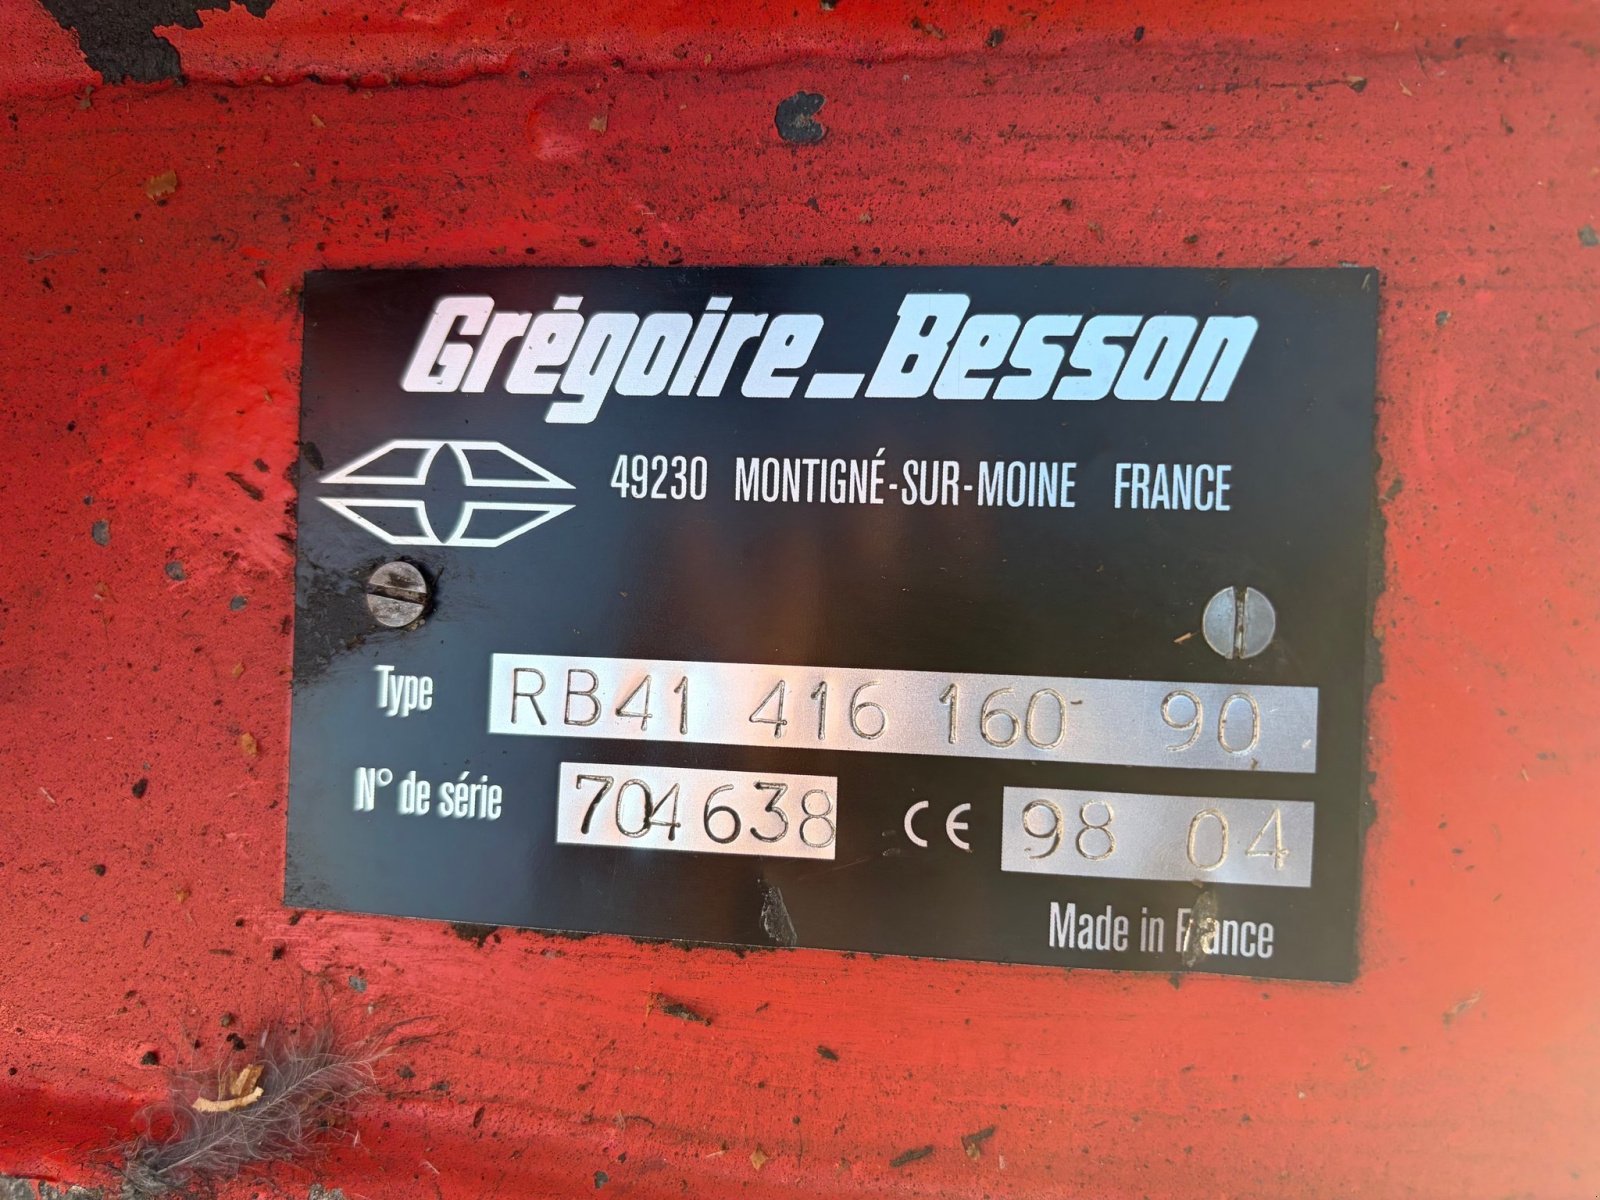 Grégoire_Besson
49230 MONTIGNÉ-SUR-MOINE FRANCE
Type RB41 416 160 90
N° de série 704638 CE 98 04
Made in France